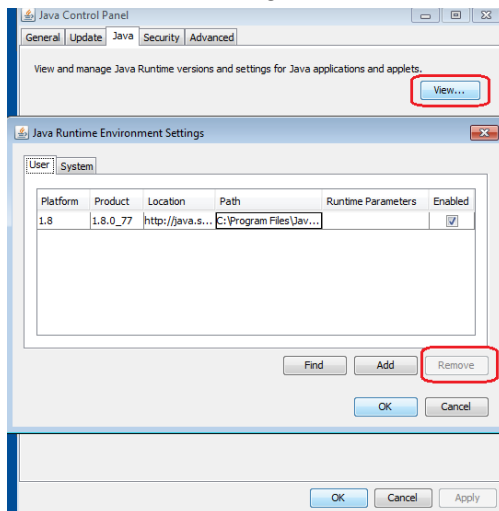 Java Control Panel
General Update Java Security Advanced
View and manage Java Runtime versions and settings for Java applications and applets.
View...
Java Runtime Environment Settings
User System
Platform Product Location Path Runtime Parameters Enabled
1.8 1.8.0_77 http://java.s... C:\Program Files\Jav...
Find Add Remove
OK Cancel
OK Cancel Apply